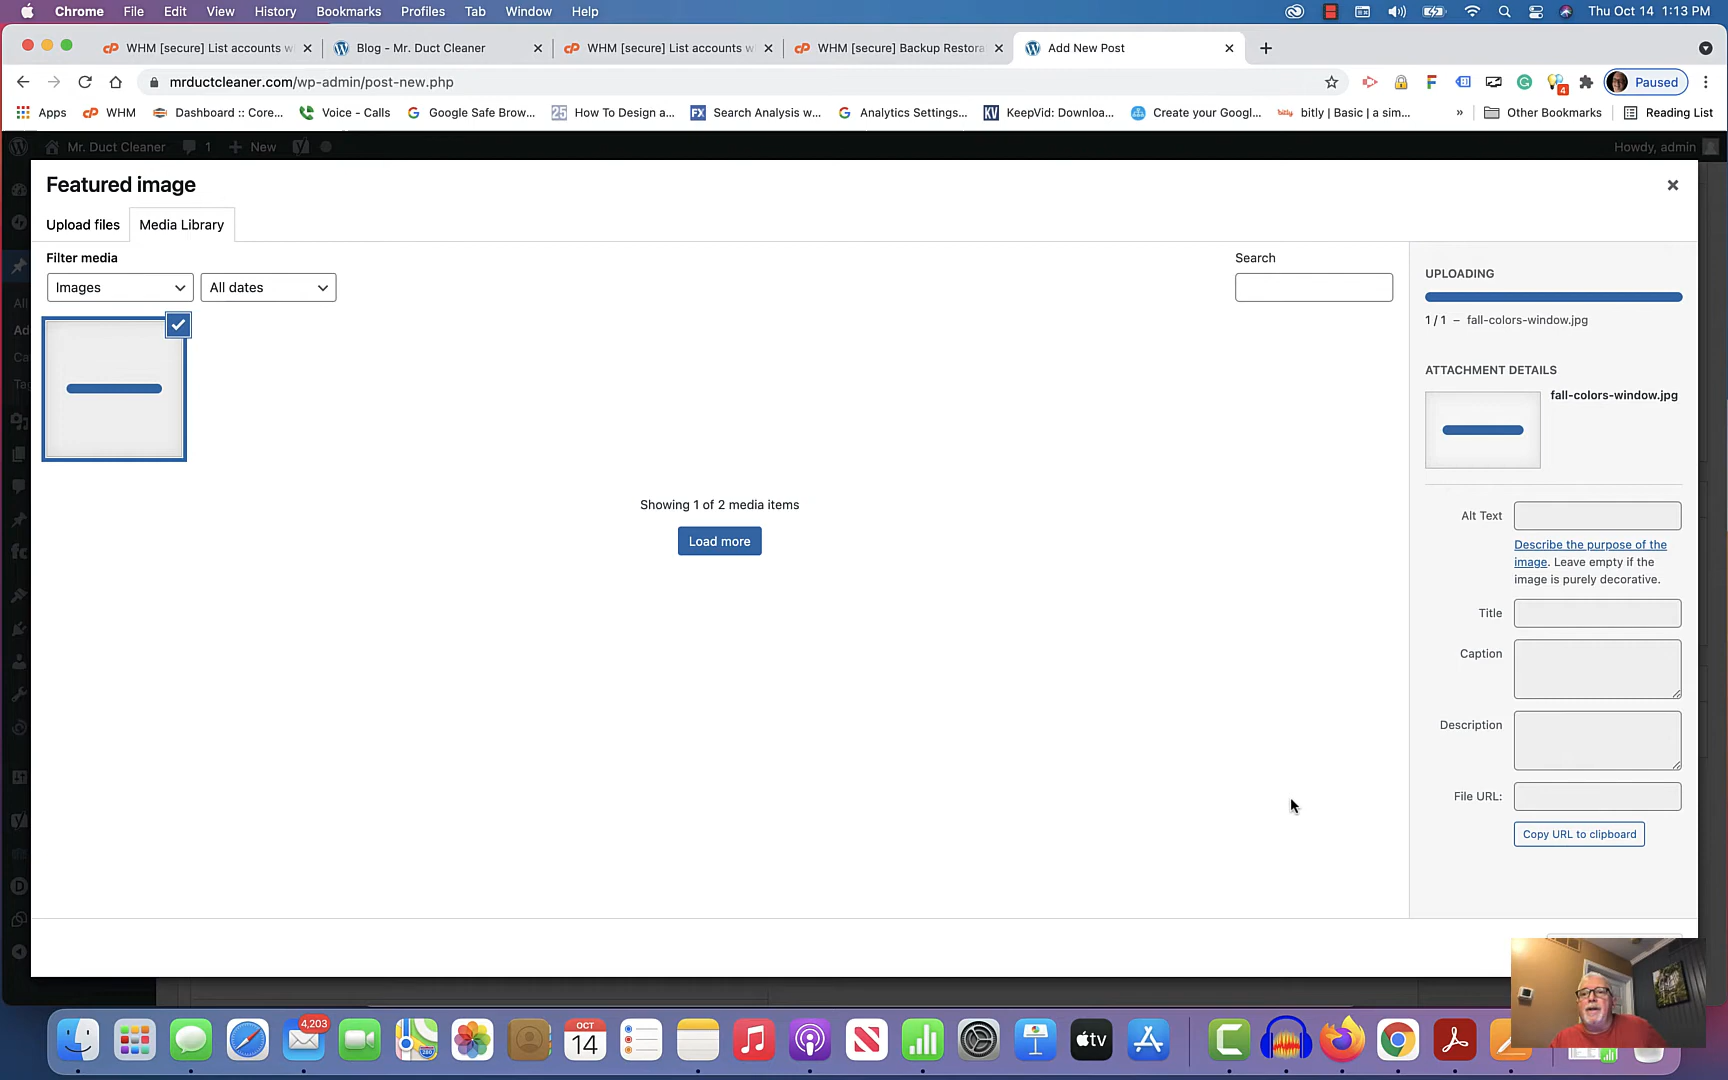 Chrome File Edit View History Bookmarks Profiles Tab Window Help Thu Oct 14 1:13 PM
WHM [secure] List accounts w
Blog - Mr. Duct Cleaner
WHM [secure] List accounts w
WHM [secure] Backup Restora
Add New Post
mrductcleaner.com/wp-admin/post-new.php
4
Paused
Apps
WHM
Dashboard :: Core...
Voice - Calls
Google Safe Brow...
25 How To Design a...
FX Search Analysis w...
Analytics Settings...
KV KeepVid: Downloa...
Create your Googl...
bitly bitly | Basic | a sim...
»
Other Bookmarks
Reading List
Mr. Duct Cleaner 1 + New
Howdy, admin
Featured image
Upload files
Media Library
Filter media
Search
Images
All dates
UPLOADING
1 / 1 – fall-colors-window.jpg
ATTACHMENT DETAILS
fall-colors-window.jpg
Showing 1 of 2 media items
Load more
Alt Text
Describe the purpose of the
image. Leave empty if the
image is purely decorative.
Title
Caption
Description
File URL:
Copy URL to clipboard
4,203
OCT
14
tv